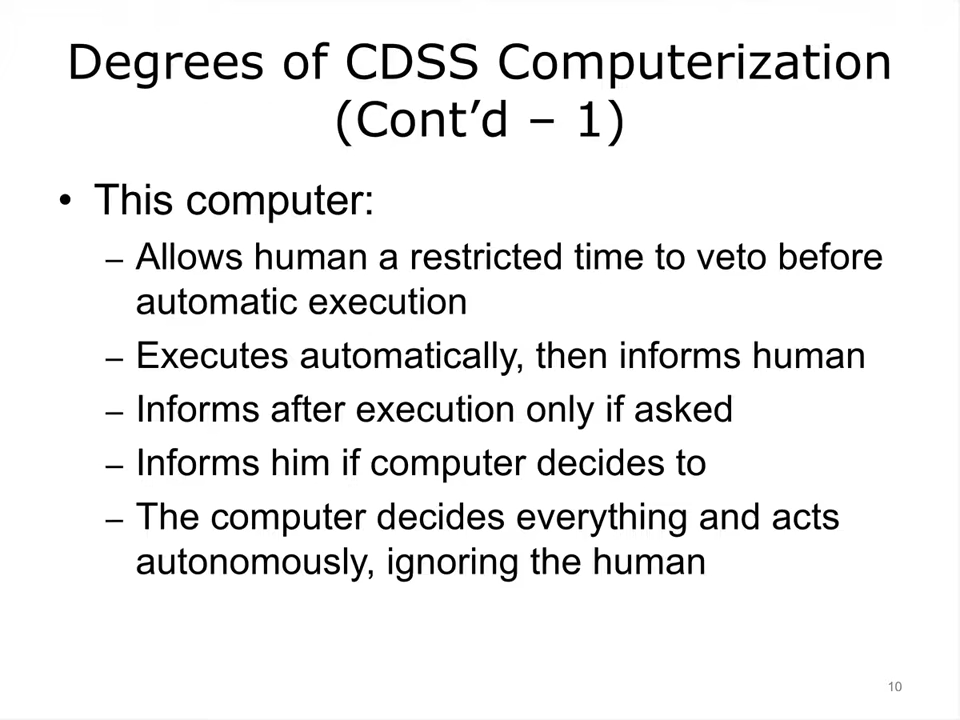 Degrees of CDSS Computerization
(Cont’d – 1)
• This computer:
– Allows human a restricted time to veto before
automatic execution
– Executes automatically, then informs human
– Informs after execution only if asked
– Informs him if computer decides to
– The computer decides everything and acts
autonomously, ignoring the human
10